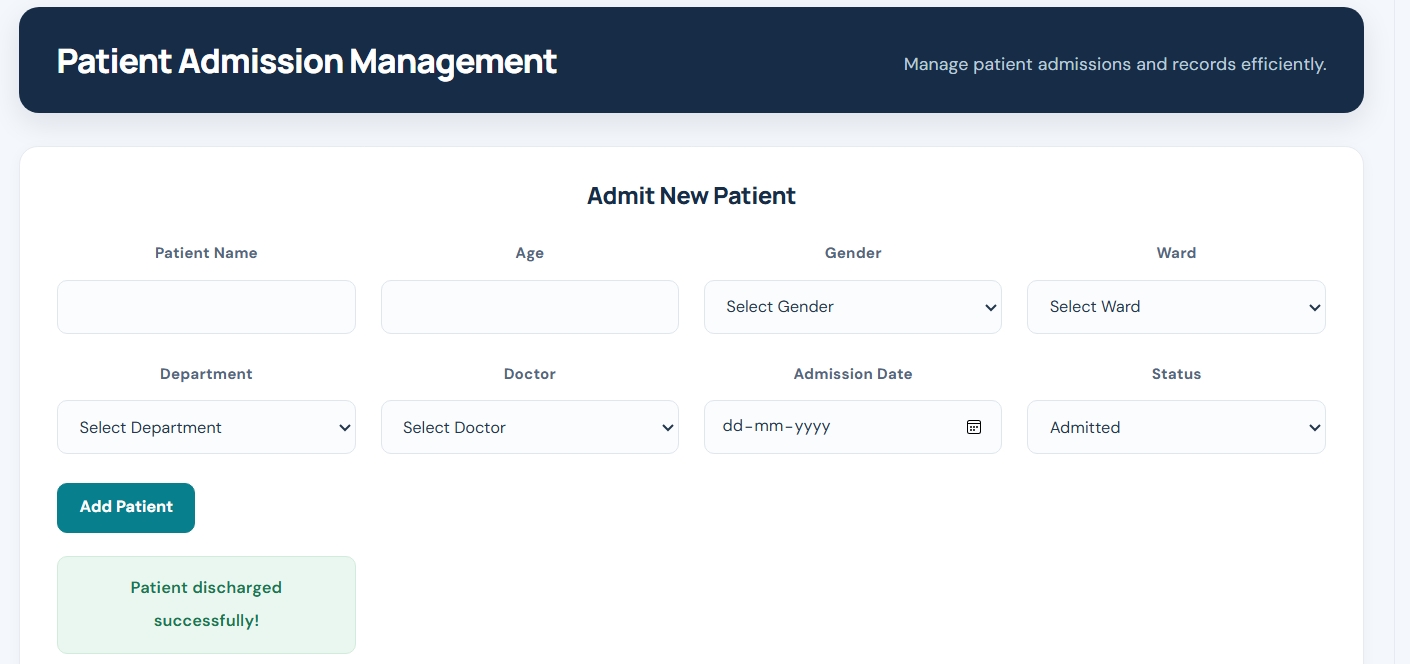 Patient Admission Management
Manage patient admissions and records efficiently.
Admit New Patient
Patient Name
Age
Gender
Ward
Select Gender
Select Ward
Department
Doctor
Admission Date
Status
Select Department
Select Doctor
dd-mm-yyyy
Admitted
Add Patient
Patient discharged
successfully!